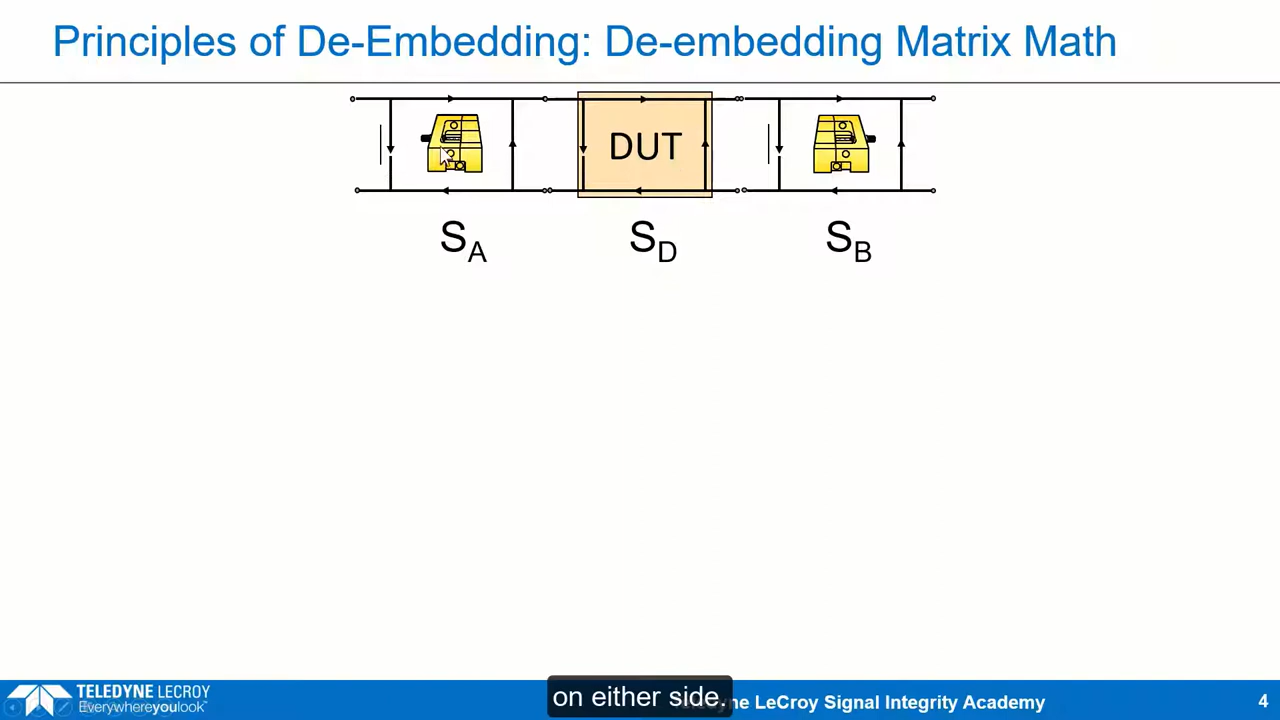 Principles of De-Embedding: De-embedding Matrix Math
DUT
S_A S_D S_B
TELEDYNE LECROY
Everywhereyoulook
on either side.
LeCroy Signal Integrity Academy
4